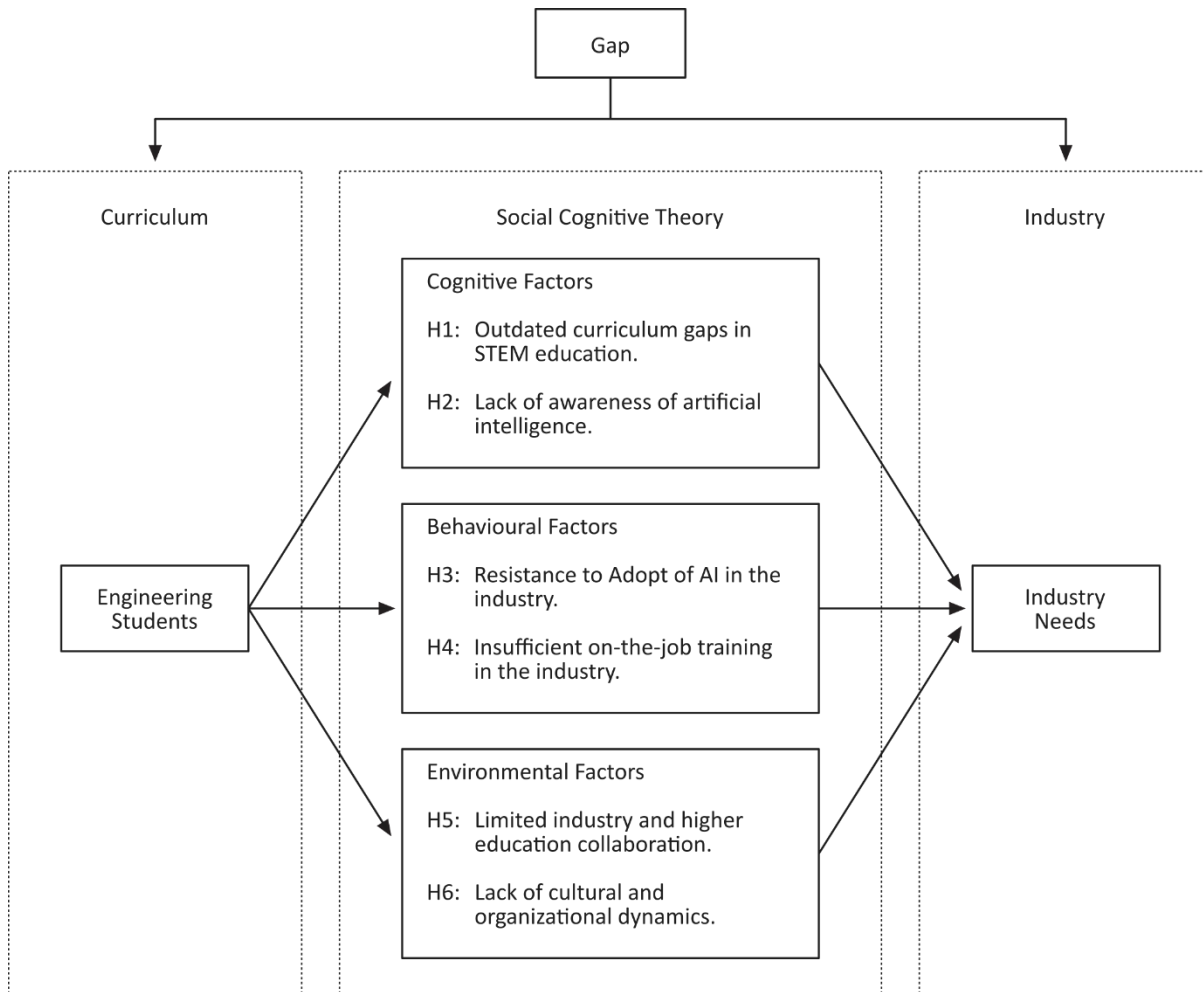 Gap
Curriculum
Social Cognitive Theory
Industry
Cognitive Factors
H1: Outdated curriculum gaps in
STEM education.
H2: Lack of awareness of artificial
intelligence.
Behavioural Factors
H3: Resistance to Adopt of AI in the
industry.
H4: Insufficient on-the-job training
in the industry.
Engineering
Students
Industry
Needs
Environmental Factors
H5: Limited industry and higher
education collaboration.
H6: Lack of cultural and
organizational dynamics.